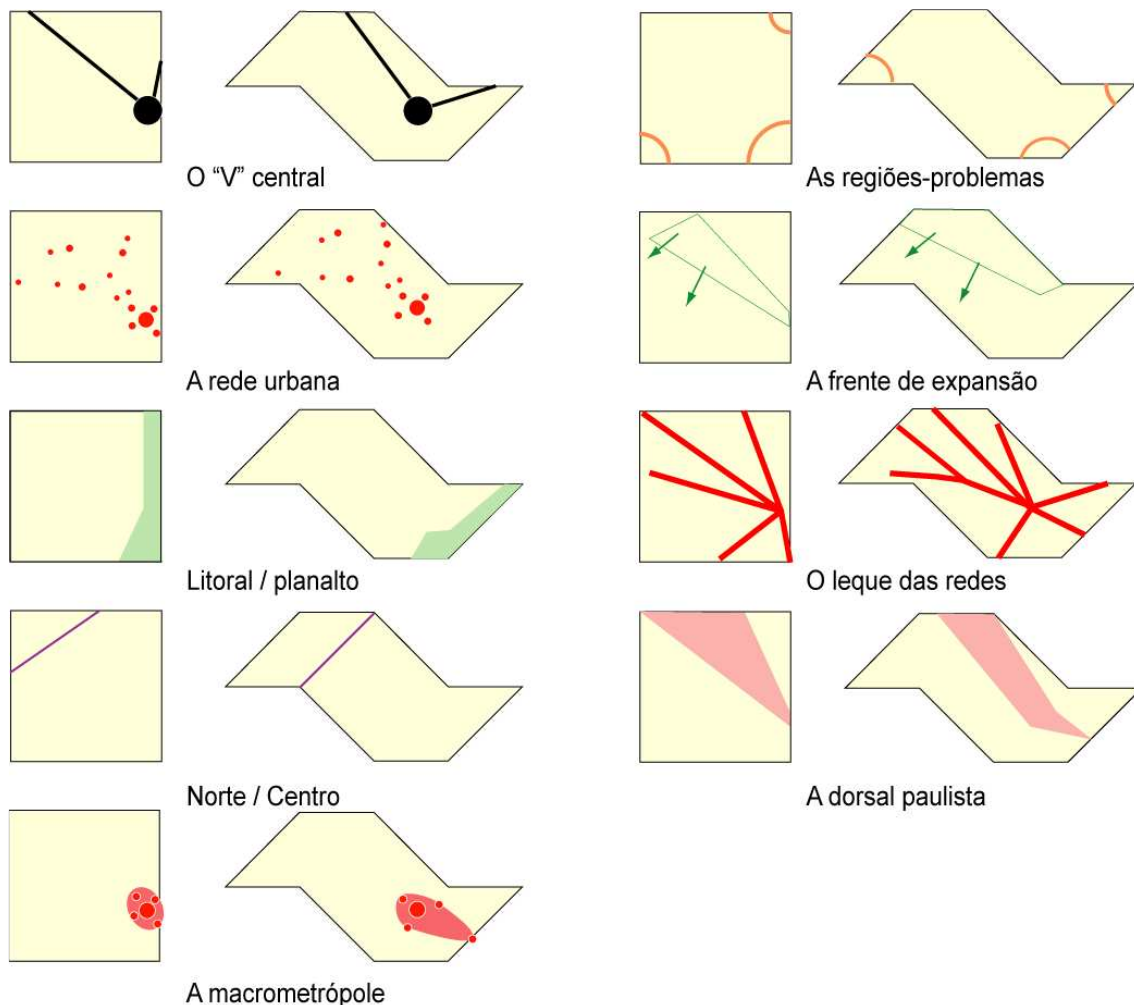 O “V” central
As regiões-problemas
A rede urbana
A frente de expansão
Litoral / planalto
O leque das redes
Norte / Centro
A dorsal paulista
A macrometrópole